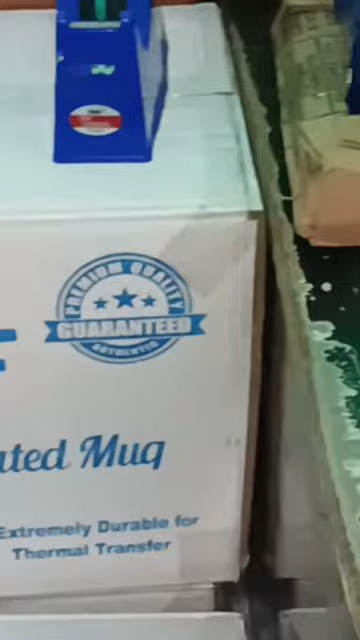 PREMIUM QUALITY
GUARANTEED
AUTHENTIC
ated Mug
Extremely Durable for
Thermal Transfer